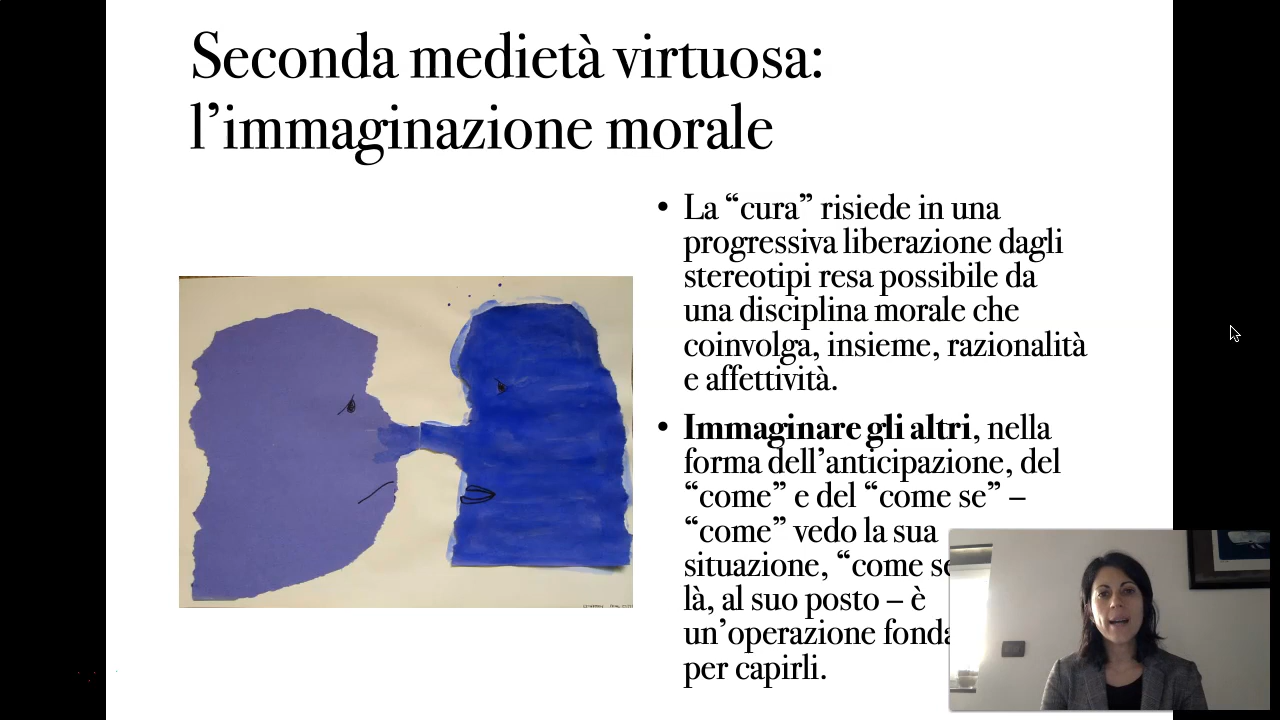 Seconda medietà virtuosa:
l’immaginazione morale
• La “cura” risiede in una
progressiva liberazione dagli
stereotipi resa possibile da
una disciplina morale che
coinvolga, insieme, razionalità
e affettività.
• Immaginare gli altri, nella
forma dell’anticipazione, del
“come” e del “come se” –
“come” vedo la sua
situazione, “come se
là, al suo posto – è
un’operazione fonda
per capirli.